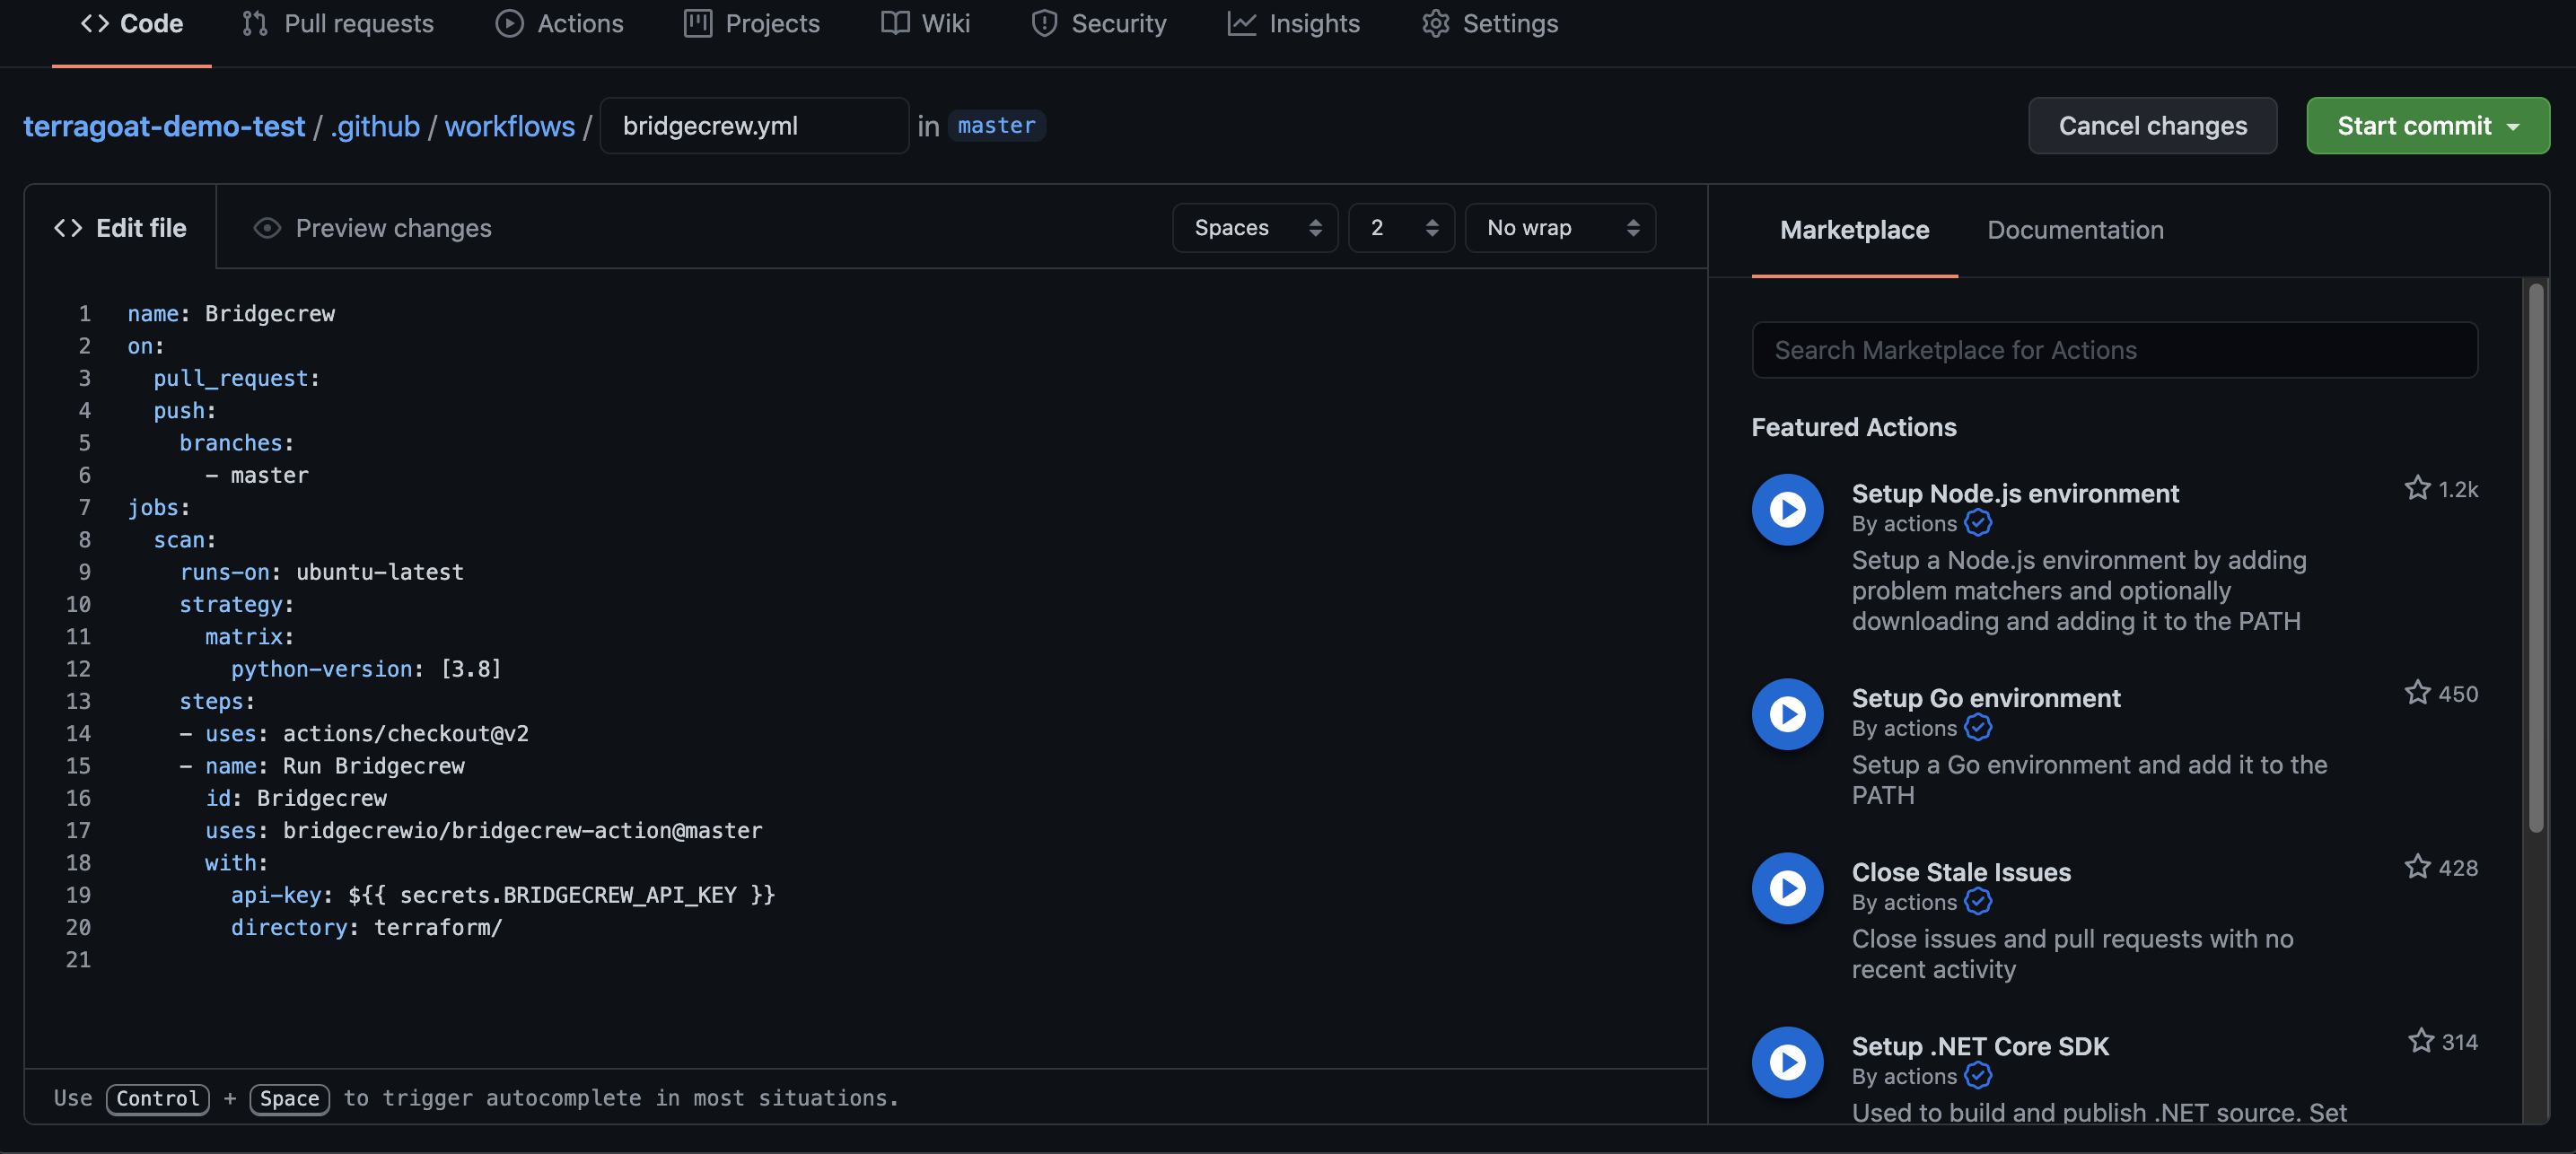 Code Pull requests Actions Projects Wiki Security Insights Settings
terragoat-demo-test / .github / workflows / bridgecrew.yml in master Cancel changes Start commit
Edit file Preview changes Spaces 2 No wrap
1 name: Bridgecrew
2 on:
3   pull_request:
4   push:
5     branches:
6       - master
7 jobs:
8   scan:
9     runs-on: ubuntu-latest
10     strategy:
11       matrix:
12         python-version: [3.8]
13     steps:
14     - uses: actions/checkout@v2
15     - name: Run Bridgecrew
16       id: Bridgecrew
17       uses: bridgecrewio/bridgecrew-action@master
18       with:
19         api-key: ${{ secrets.BRIDGECREW_API_KEY }}
20         directory: terraform/
21
Use Control + Space to trigger autocomplete in most situations.
Marketplace Documentation
Search Marketplace for Actions
Featured Actions
Setup Node.js environment 1.2k
By actions
Setup a Node.js environment by adding
problem matchers and optionally
downloading and adding it to the PATH
Setup Go environment 450
By actions
Setup a Go environment and add it to the
PATH
Close Stale Issues 428
By actions
Close issues and pull requests with no
recent activity
Setup .NET Core SDK 314
By actions
Used to build and publish .NET source. Set